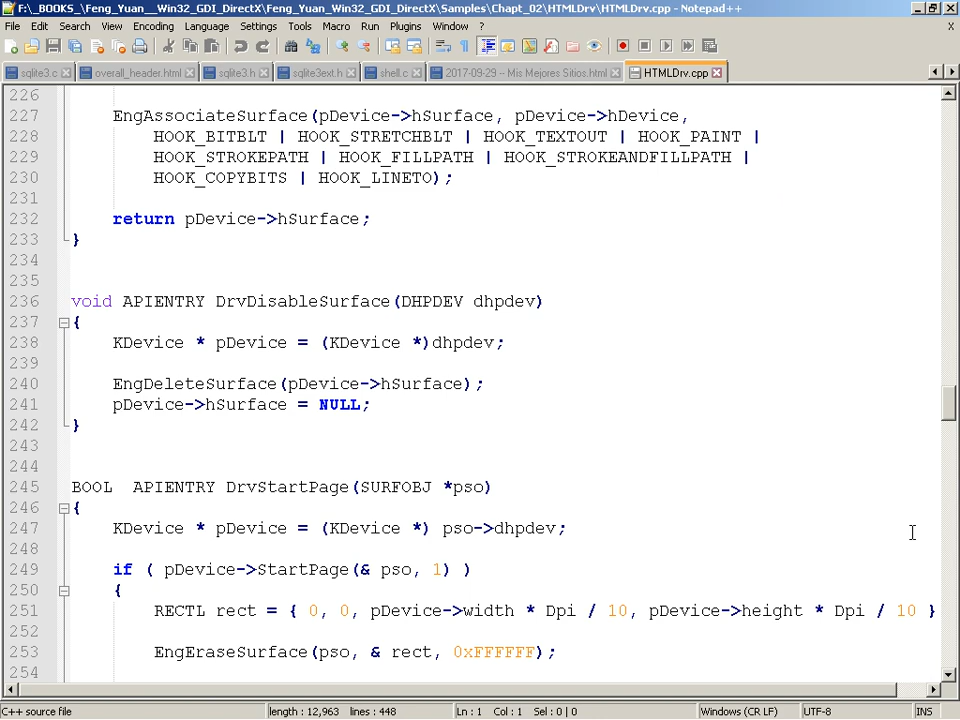 F:\_BOOKS_\Feng_Yuan__Win32_GDI_DirectX\Feng_Yuan_Win32_GDI_DirectX\Samples\Chapt_02\HTMLDrv\HTMLDrv.cpp - Notepad++
File Edit Search View Encoding Language Settings Tools Macro Run Plugins Window X
sqlite3.c overall_header.html sqlite3.h sqlite3ext.h shell.c 2017-09-29 -- Mis Mejores Sitios.html HTMLDrv.cpp
226
227 EngAssociateSurface(pDevice->hSurface, pDevice->hDevice,
228 HOOK_BITBLT | HOOK_STRETCHBLT | HOOK_TEXTOUT | HOOK_PAINT |
229 HOOK_STROKEPATH | HOOK_FILLPATH | HOOK_STROKEANDFILLPATH |
230 HOOK_COPYBITS | HOOK_LINETO);
231
232 return pDevice->hSurface;
233 }
234
235
236 void APIENTRY DrvDisableSurface(DHPDEV dhpdev)
237 {
238 KDevice * pDevice = (KDevice *)dhpdev;
239
240 EngDeleteSurface(pDevice->hSurface);
241 pDevice->hSurface = NULL;
242 }
243
244
245 BOOL  APIENTRY DrvStartPage(SURFOBJ *pso)
246 {
247 KDevice * pDevice = (KDevice *) pso->dhpdev;
248
249 if ( pDevice->StartPage(& pso, 1) )
250 {
251 RECTL rect = { 0, 0, pDevice->width * Dpi / 10, pDevice->height * Dpi / 10 }
252
253 EngEraseSurface(pso, & rect, 0xFFFFFF);
254
C++ source file length : 12,963 lines : 448 Ln : 1 Col : 1 Sel : 0 | 0 Windows (CR LF) UTF-8 INS